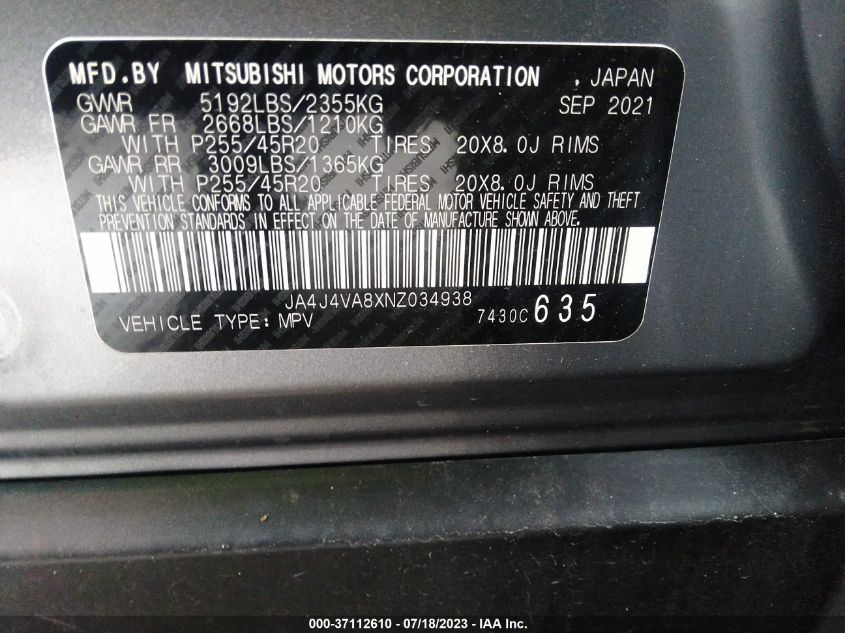 MFD.BY MITSUBISHI MOTORS CORPORATION , JAPAN
GVWR 5192LBS/2355KG SEP 2021
GAWR FR 2668LBS/1210KG
WITH P255/45R20 TIRES 20X8.0J RIMS
GAWR RR 3009LBS/1365KG
WITH P255/45R20 TIRES 20X8.0J RIMS
THIS VEHICLE CONFORMS TO ALL APPLICABLE FEDERAL MOTOR VEHICLE SAFETY AND THEFT
PREVENTION STANDARDS IN EFFECT ON THE DATE OF MANUFACTURE SHOWN ABOVE.
JA4J4VA8XNZ034938
VEHICLE TYPE: MPV 7430C 635
000-37112610 - 07/18/2023 - IAA Inc.